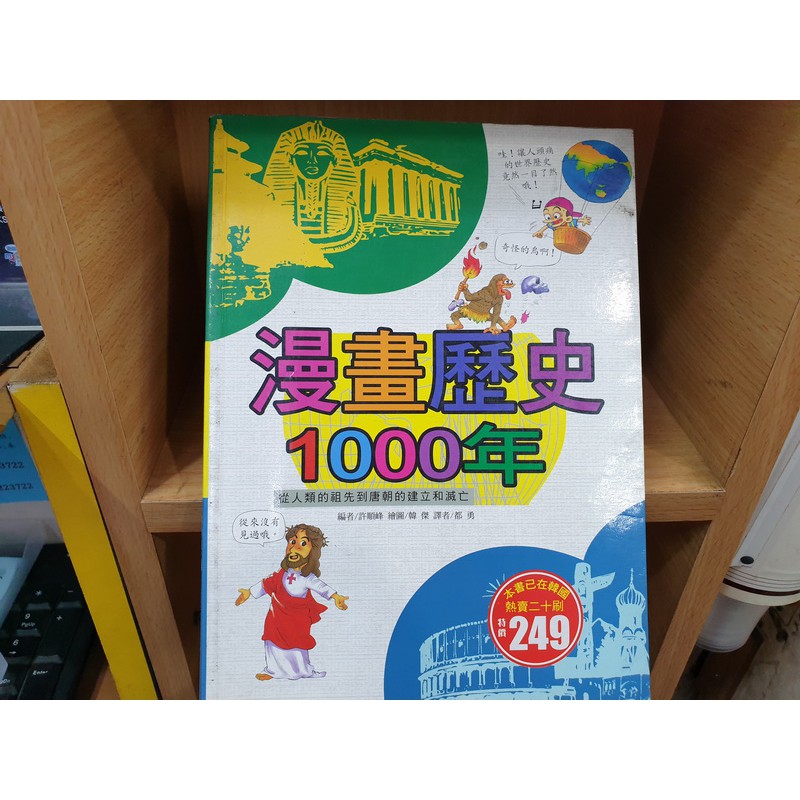 哇！讓人頭痛
的世界歷史
竟然一目了然
哦！
奇怪的鳥啊！
漫畫歷史
1000年
從人類的祖先到唐朝的建立和滅亡
編者/許順峰 繪圖/韓 傑 譯者/都 勇
從來沒有
見過哦。
本書已在韓國
熱賣二十刷
特價
249
23722
23722